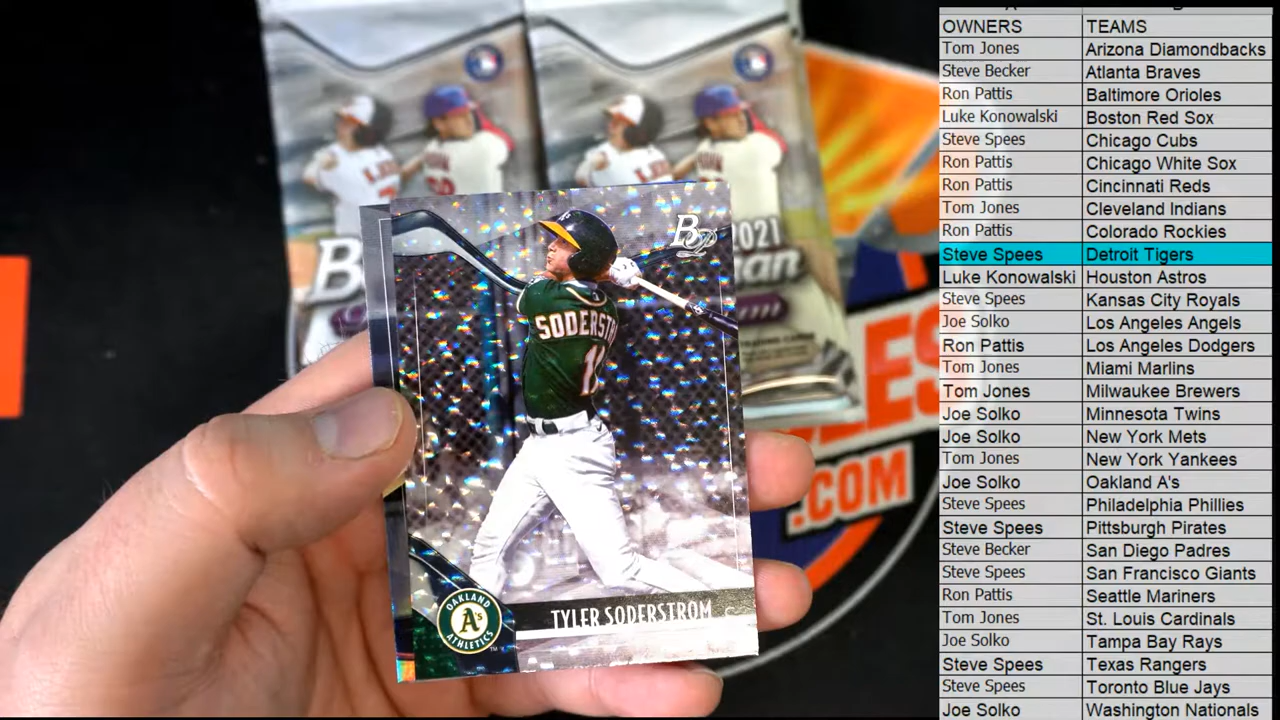 OWNERS TEAMS
Tom Jones Arizona Diamondbacks
Steve Becker Atlanta Braves
Ron Pattis Baltimore Orioles
Luke Konowalski Boston Red Sox
Steve Spees Chicago Cubs
Ron Pattis Chicago White Sox
Ron Pattis Cincinnati Reds
Tom Jones Cleveland Indians
Ron Pattis Colorado Rockies
Steve Spees Detroit Tigers
Luke Konowalski Houston Astros
Steve Spees Kansas City Royals
Joe Solko Los Angeles Angels
Ron Pattis Los Angeles Dodgers
Tom Jones Miami Marlins
Tom Jones Milwaukee Brewers
Joe Solko Minnesota Twins
Joe Solko New York Mets
Tom Jones New York Yankees
Joe Solko Oakland A's
Steve Spees Philadelphia Phillies
Steve Spees Pittsburgh Pirates
Steve Becker San Diego Padres
Steve Spees San Francisco Giants
Ron Pattis Seattle Mariners
Tom Jones St. Louis Cardinals
Joe Solko Tampa Bay Rays
Steve Spees Texas Rangers
Steve Spees Toronto Blue Jays
Joe Solko Washington Nationals
2021
BP
SODERST
11
OAKLAND
A's
ATHLETICS
TM
TYLER SODERSTROM
.COM